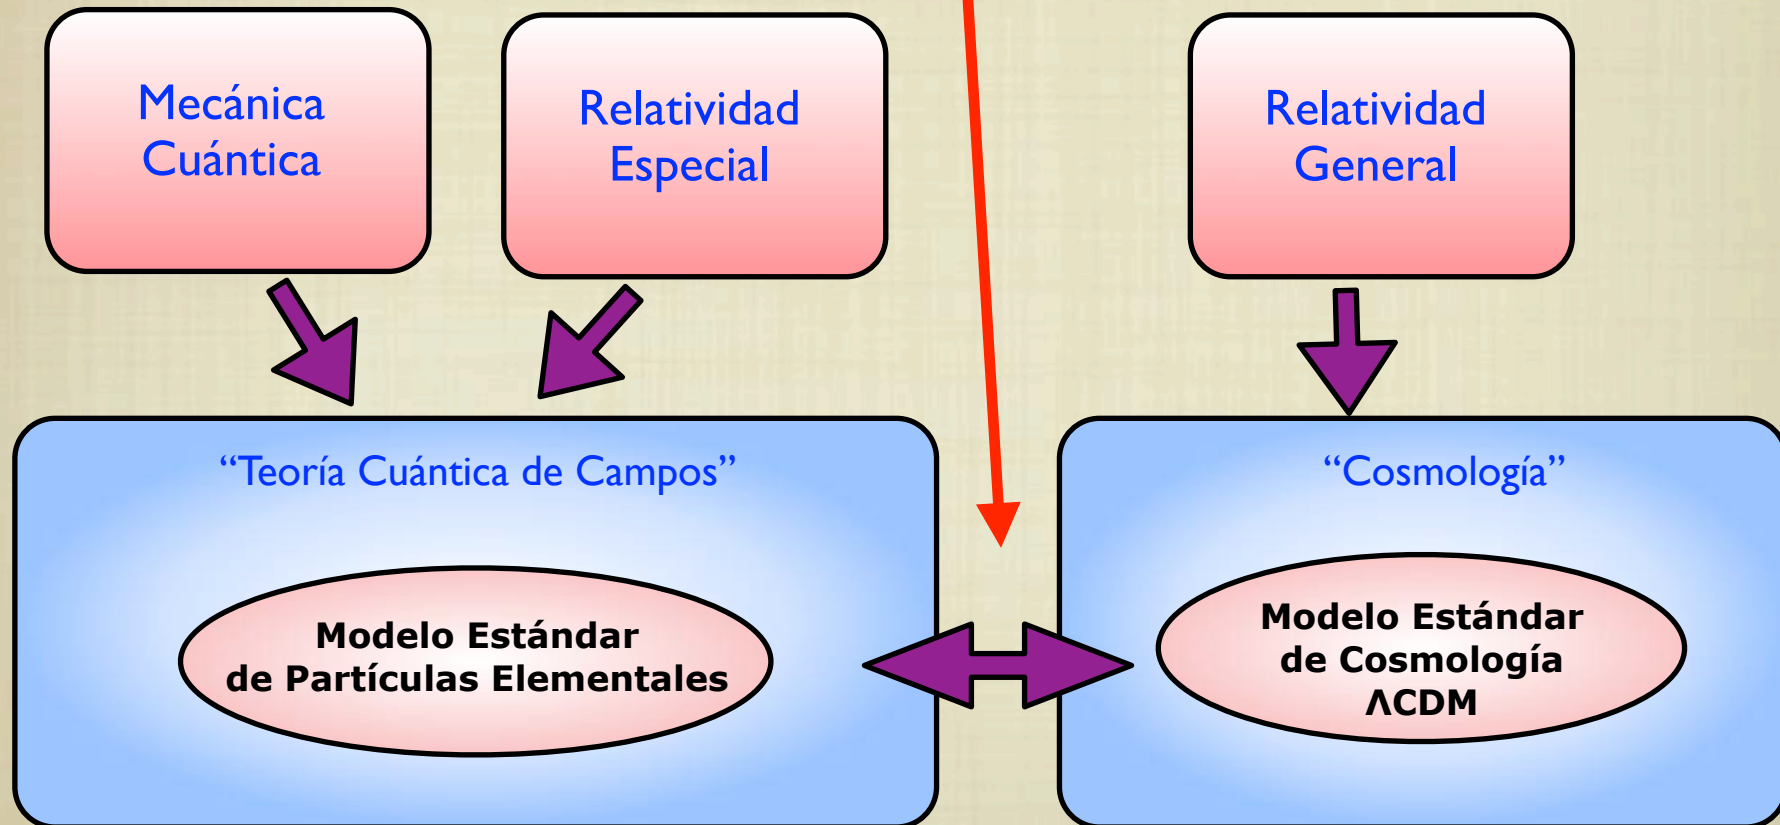 Mecánica
Cuántica
Relatividad
Especial
Relatividad
General
“Teoría Cuántica de Campos”
“Cosmología”
Modelo Estándar
de Partículas Elementales
Modelo Estándar
de Cosmología
ΛCDM